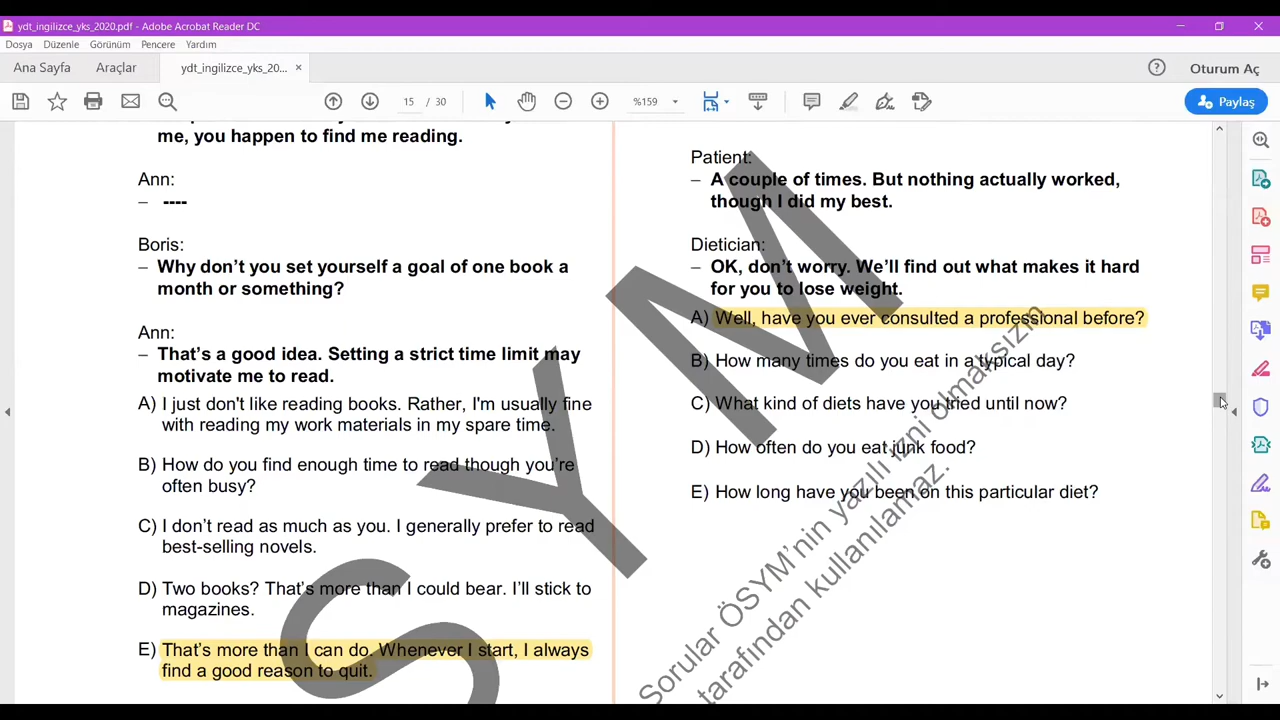 ydt_ingilizce_yks_2020.pdf - Adobe Acrobat Reader DC
Dosya Düzenle Görünüm Pencere Yardım
Ana Sayfa Araçlar ydt_ingilizce_yks_20... × Oturum Aç
15 / 30 %159 Paylaş
me, you happen to find me reading.
Ann:
– ----
Boris:
– Why don't you set yourself a goal of one book a
month or something?
Ann:
– That's a good idea. Setting a strict time limit may
motivate me to read.
A) I just don't like reading books. Rather, I'm usually fine
with reading my work materials in my spare time.
B) How do you find enough time to read though you're
often busy?
C) I don't read as much as you. I generally prefer to read
best-selling novels.
D) Two books? That's more than I could bear. I'll stick to
magazines.
E) That's more than I can do. Whenever I start, I always
find a good reason to quit.
Patient:
– A couple of times. But nothing actually worked,
though I did my best.
Dietician:
– OK, don't worry. We'll find out what makes it hard
for you to lose weight.
A) Well, have you ever consulted a professional before?
B) How many times do you eat in a typical day?
C) What kind of diets have you tried until now?
D) How often do you eat junk food?
E) How long have you been on this particular diet?
SYM
Sorular ÖSYM'nin yazılı izni olmaksızın
tarafından kullanılamaz.